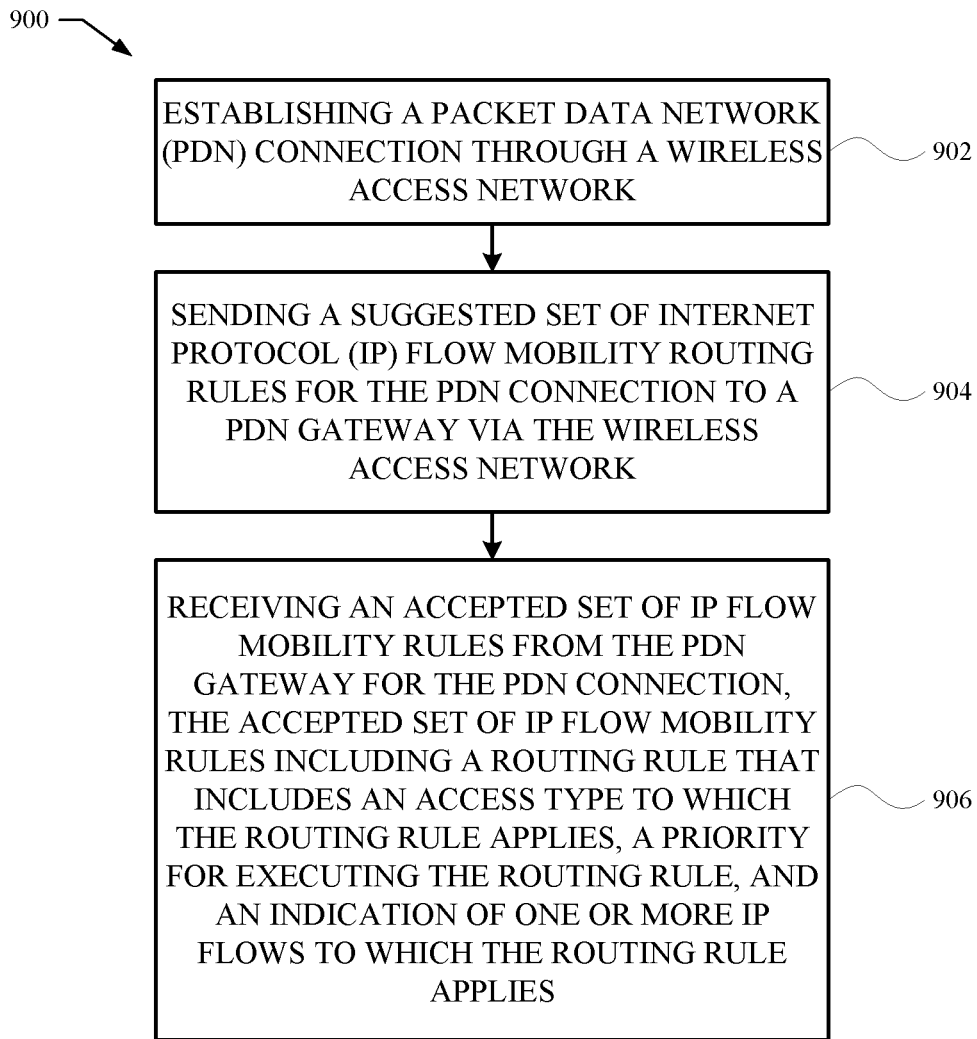 900
ESTABLISHING A PACKET DATA NETWORK
(PDN) CONNECTION THROUGH A WIRELESS
ACCESS NETWORK
902
SENDING A SUGGESTED SET OF INTERNET
PROTOCOL (IP) FLOW MOBILITY ROUTING
RULES FOR THE PDN CONNECTION TO A
PDN GATEWAY VIA THE WIRELESS
ACCESS NETWORK
904
RECEIVING AN ACCEPTED SET OF IP FLOW
MOBILITY RULES FROM THE PDN
GATEWAY FOR THE PDN CONNECTION,
THE ACCEPTED SET OF IP FLOW MOBILITY
RULES INCLUDING A ROUTING RULE THAT
INCLUDES AN ACCESS TYPE TO WHICH
THE ROUTING RULE APPLIES, A PRIORITY
FOR EXECUTING THE ROUTING RULE, AND
AN INDICATION OF ONE OR MORE IP
FLOWS TO WHICH THE ROUTING RULE
APPLIES
906